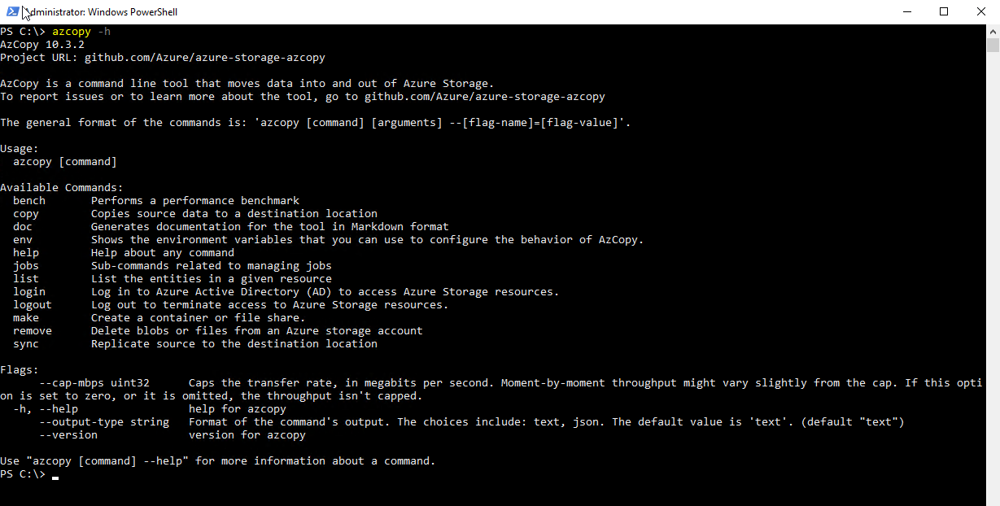 Administrator: Windows PowerShell
PS C:\> azcopy -h
AzCopy 10.3.2
Project URL: github.com/Azure/azure-storage-azcopy

AzCopy is a command line tool that moves data into and out of Azure Storage.
To report issues or to learn more about the tool, go to github.com/Azure/azure-storage-azcopy

The general format of the commands is: 'azcopy [command] [arguments] --[flag-name]=[flag-value]'.

Usage:
  azcopy [command]

Available Commands:
  bench       Performs a performance benchmark
  copy        Copies source data to a destination location
  doc         Generates documentation for the tool in Markdown format
  env         Shows the environment variables that you can use to configure the behavior of AzCopy.
  help        Help about any command
  jobs        Sub-commands related to managing jobs
  list        List the entities in a given resource
  login       Log in to Azure Active Directory (AD) to access Azure Storage resources.
  logout      Log out to terminate access to Azure Storage resources.
  make        Create a container or file share.
  remove      Delete blobs or files from an Azure storage account
  sync        Replicate source to the destination location

Flags:
      --cap-mbps uint32      Caps the transfer rate, in megabits per second. Moment-by-moment throughput might vary slightly from the cap. If this opti
on is set to zero, or it is omitted, the throughput isn't capped.
  -h, --help                 help for azcopy
      --output-type string   Format of the command's output. The choices include: text, json. The default value is 'text'. (default "text")
      --version              version for azcopy

Use "azcopy [command] --help" for more information about a command.
PS C:\>